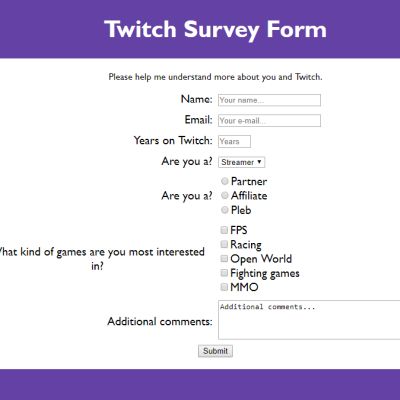 Twitch Survey Form
Please help me understand more about you and Twitch.
Name: Your name...
Email: Your e-mail...
Years on Twitch: Years
Are you a? Streamer
Are you a? Partner
Affiliate
Pleb
What kind of games are you most interested
in?
FPS
Racing
Open World
Fighting games
MMO
Additional comments: Additional comments...
Submit